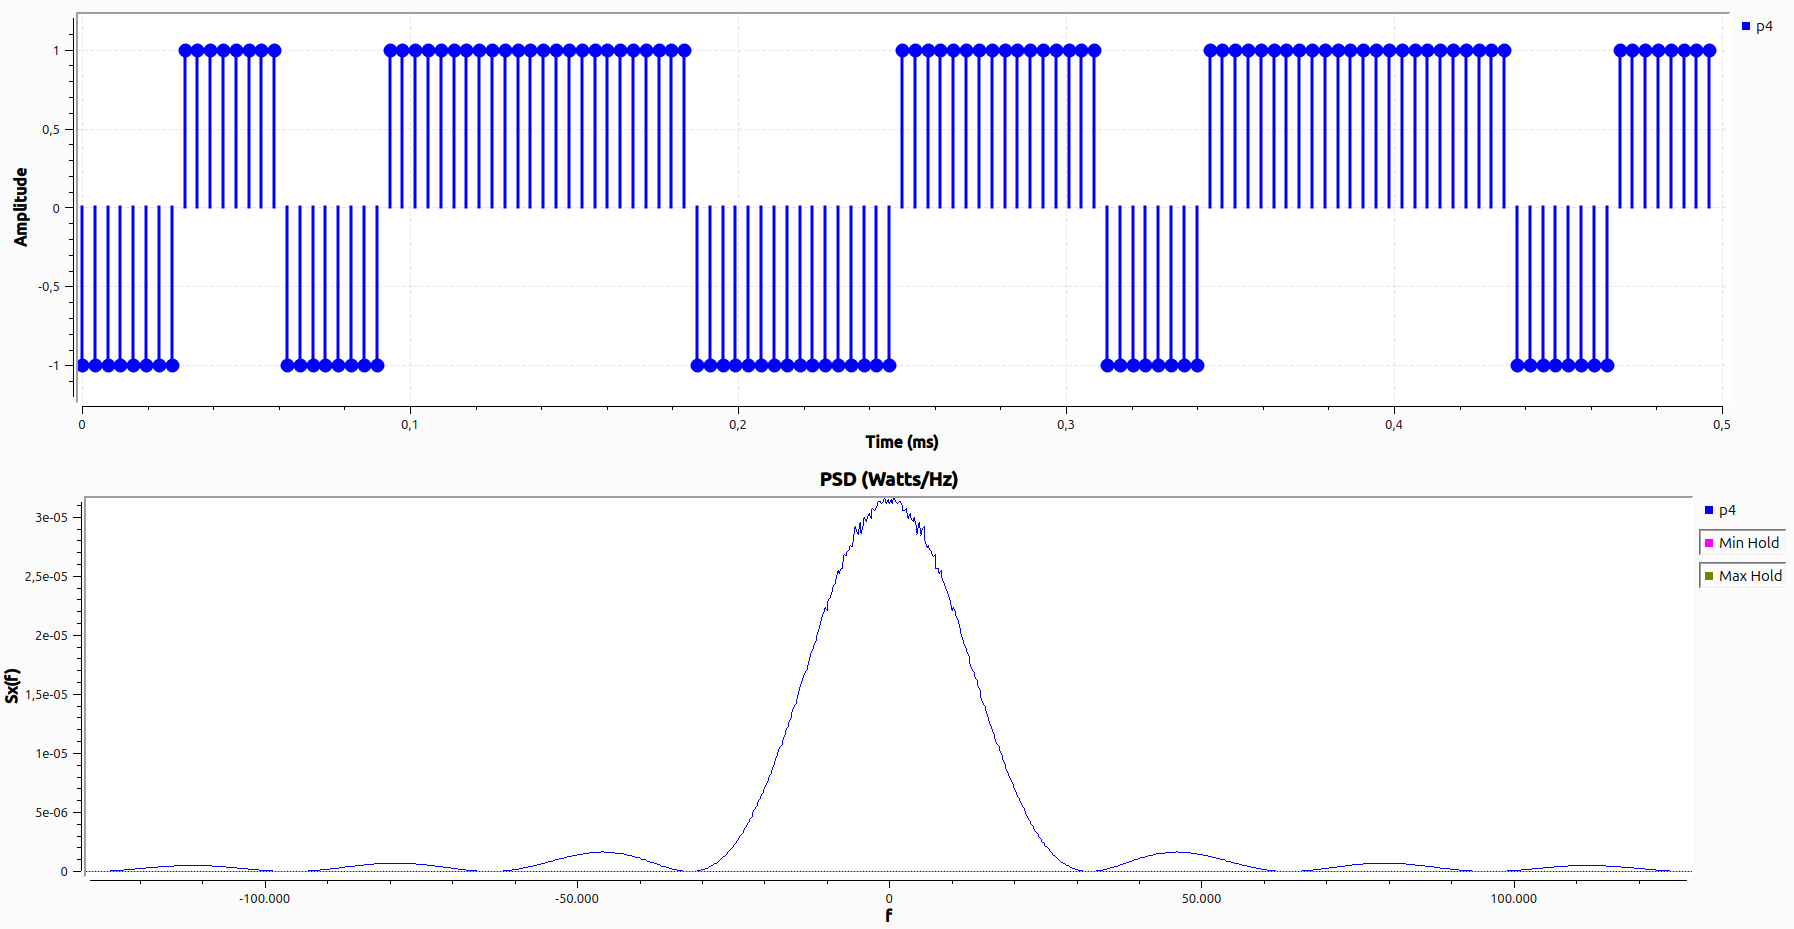 p4
1
0,5
0
-0,5
-1
Amplitude
0
0,1
0,2
0,3
0,4
0,5
Time (ms)
PSD (Watts/Hz)
p4
Min Hold
Max Hold
3e-05
2,5e-05
2e-05
1,5e-05
1e-05
5e-06
0
Sx(f)
-100.000
-50.000
0
50.000
100.000
f